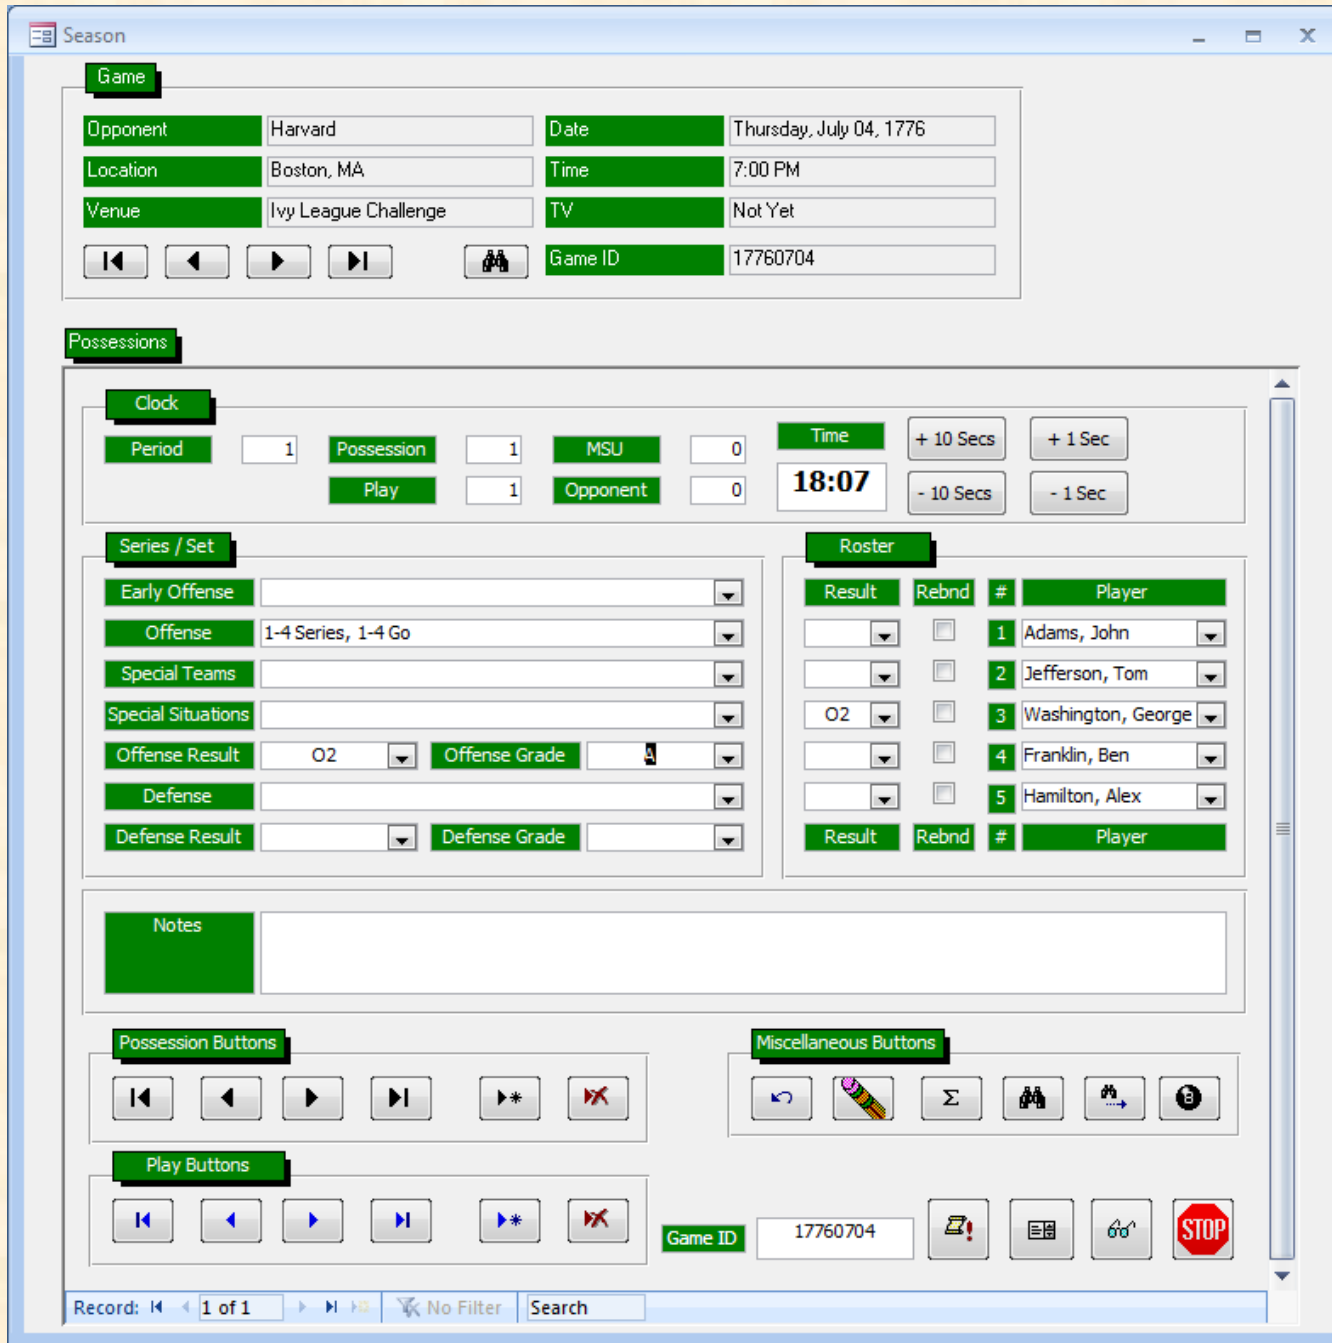 Season
Game
Opponent Harvard Date Thursday, July 04, 1776
Location Boston, MA Time 7:00 PM
Venue Ivy League Challenge TV Not Yet
Game ID 17760704
Possessions
Clock
Period 1 Possession 1 MSU 0 Time + 10 Secs + 1 Sec
Play 1 Opponent 0 18:07 - 10 Secs - 1 Sec
Series / Set Roster
Early Offense Result Rebnd # Player
Offense 1-4 Series, 1-4 Go 1 Adams, John
Special Teams 2 Jefferson, Tom
Special Situations O2 3 Washington, George
Offense Result O2 Offense Grade A 4 Franklin, Ben
Defense 5 Hamilton, Alex
Defense Result Defense Grade Result Rebnd # Player
Notes
Possession Buttons Miscellaneous Buttons
Σ
Play Buttons
Game ID 17760704 STOP
Record: 1 of 1 No Filter Search